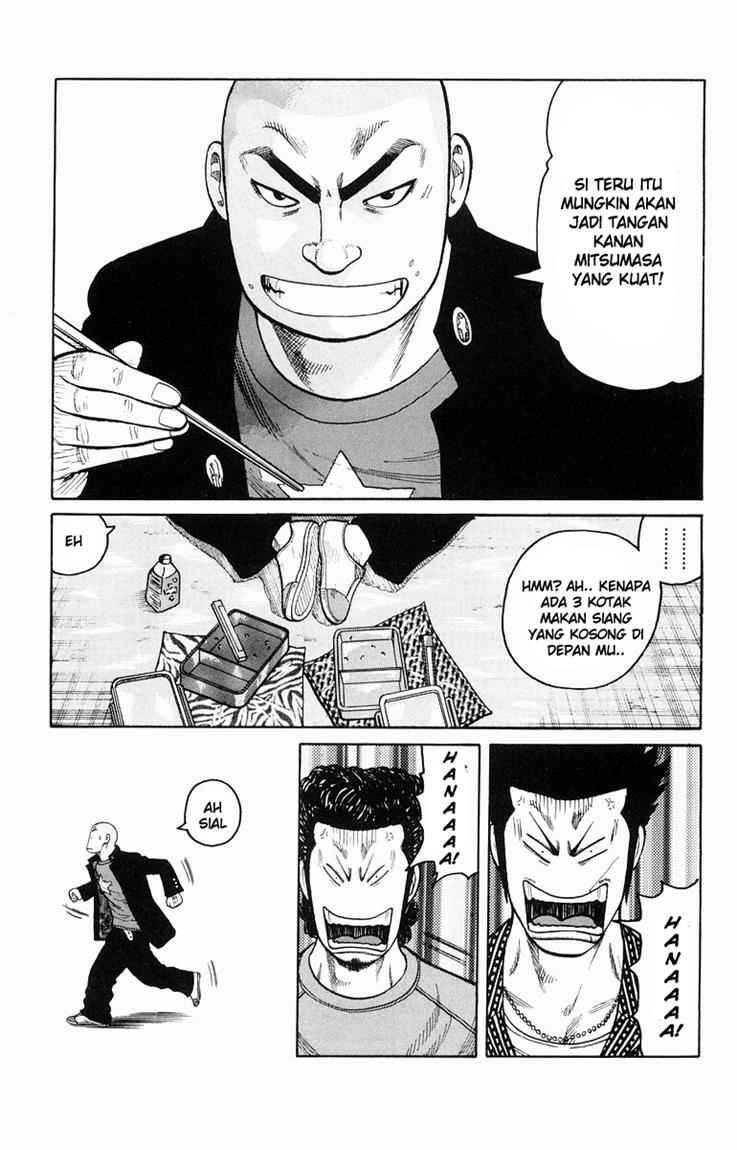 SI TERU ITU
MUNGKIN AKAN
JADI TANGAN
KANAN
MITSUMASA
YANG KUAT!
HMM? AH.. KENAPA
ADA 3 KOTAK
MAKAN SIANG
YANG KOSONG DI
DEPAN MU..
EH
HANAAAA!
HANAAAA!
AH
SIAL